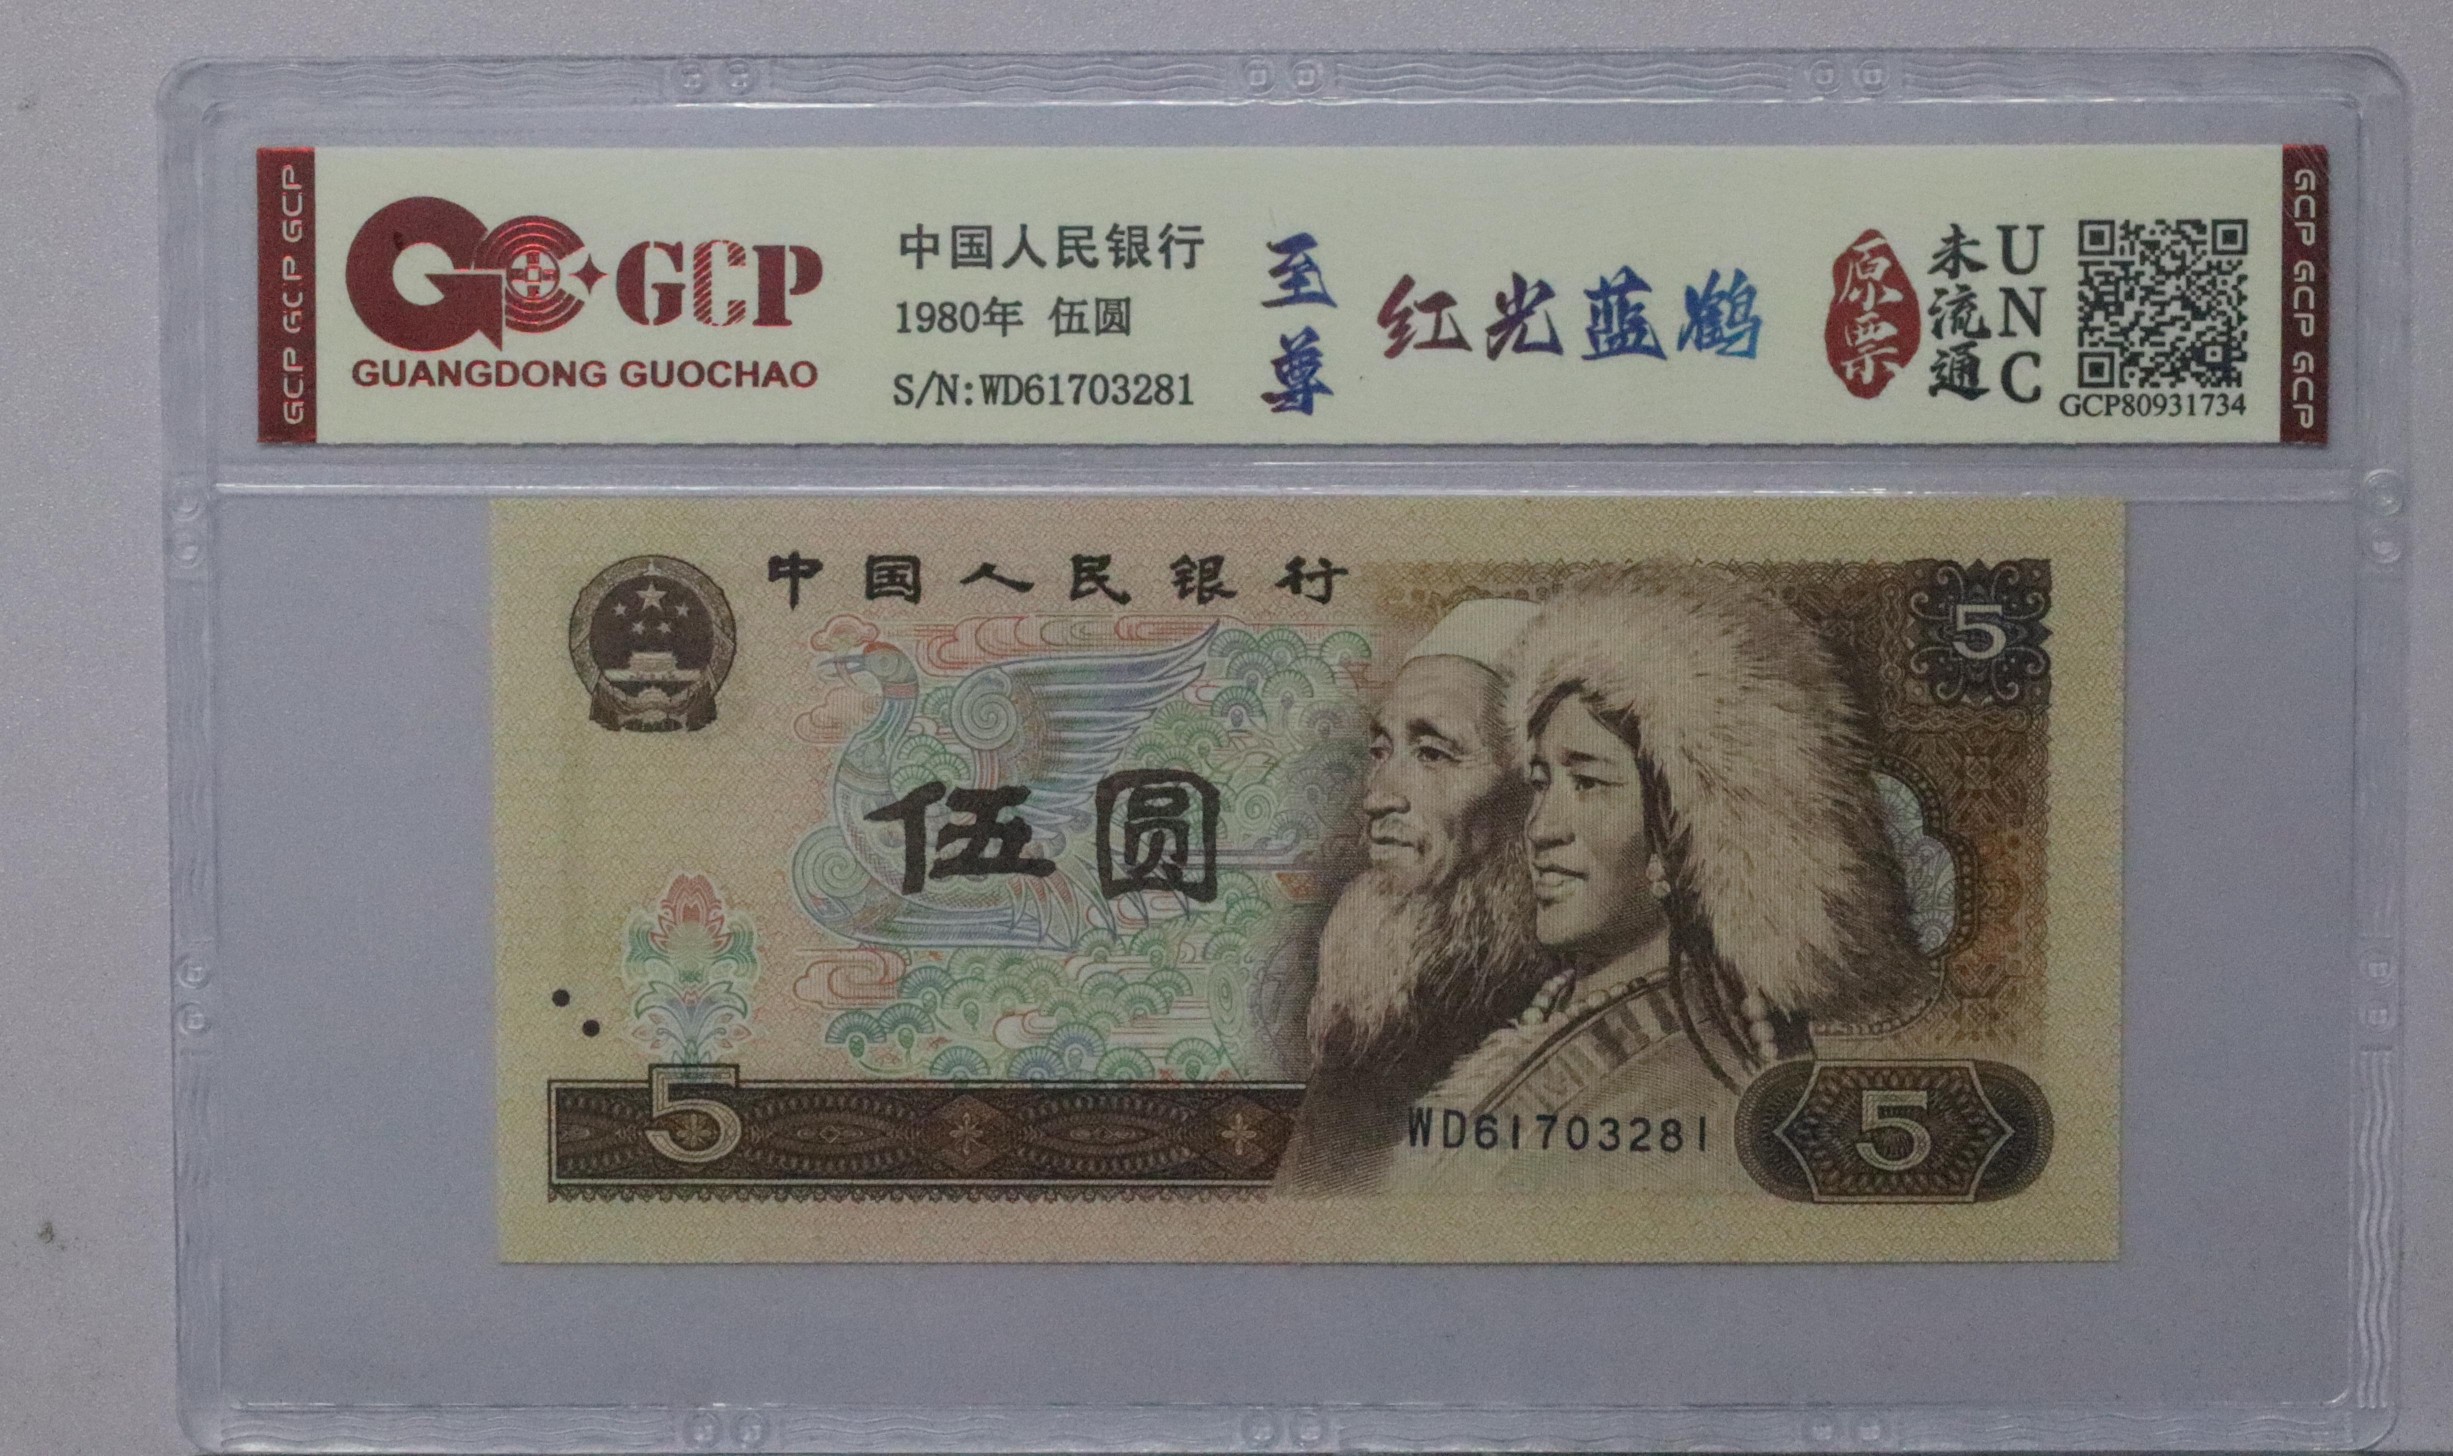 GCP GCP GCP
GCP
GUANGDONG GUOCHAO
中国人民银行
1980年 伍圆
S/N:WD61703281
至尊
红光蓝鹤
原票
未流通
UNC
GCP80931734
GCP GCP GCP
中国人民银行
5
伍圆
5
WD61703281
5